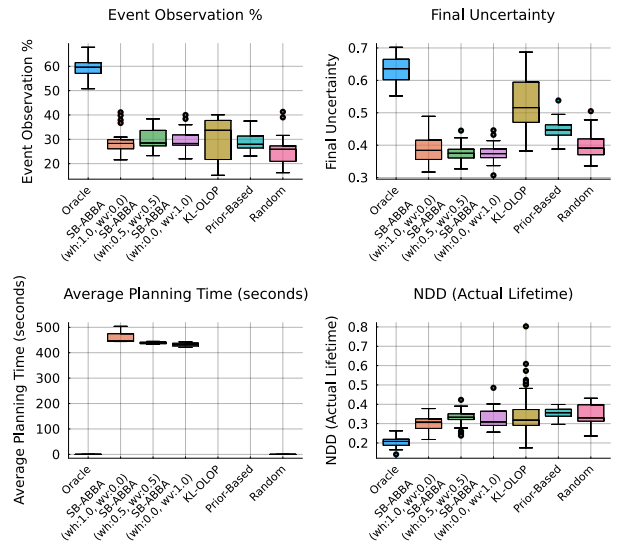 Event Observation %
Event Observation %
60
50
40
30
20
Oracle
SB-ABBA
(wh:1.0, wv:0.0)
SB-ABBA
(wh:0.5, wv:0.5)
SB-ABBA
(wh:0.0, wv:1.0)
KL-OLOP
Prior-Based
Random
Final Uncertainty
Final Uncertainty
0.7
0.6
0.5
0.4
0.3
Oracle
SB-ABBA
(wh:1.0, wv:0.0)
SB-ABBA
(wh:0.5, wv:0.5)
SB-ABBA
(wh:0.0, wv:1.0)
KL-OLOP
Prior-Based
Random
Average Planning Time (seconds)
Average Planning Time (seconds)
500
400
300
200
100
0
Oracle
SB-ABBA
(wh:1.0, wv:0.0)
SB-ABBA
(wh:0.5, wv:0.5)
SB-ABBA
(wh:0.0, wv:1.0)
KL-OLOP
Prior-Based
Random
NDD (Actual Lifetime)
NDD (Actual Lifetime)
0.8
0.7
0.6
0.5
0.4
0.3
0.2
Oracle
SB-ABBA
(wh:1.0, wv:0.0)
SB-ABBA
(wh:0.5, wv:0.5)
SB-ABBA
(wh:0.0, wv:1.0)
KL-OLOP
Prior-Based
Random